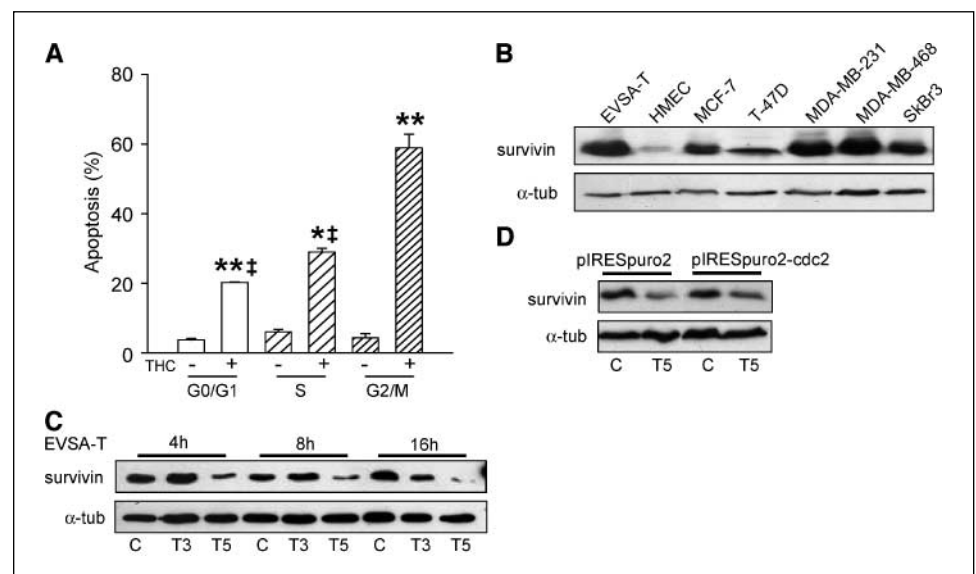 A
80
60
40
20
0
Apoptosis (%)
**‡
*‡
**
THC - + - + - +
G0/G1 S G2/M
B
EVSA-T HMEC MCF-7 T-47D MDA-MB-231 MDA-MB-468 SkBr3
survivin
α-tub
D
pIRESpuro2 pIRESpuro2-cdc2
survivin
α-tub
C T5 C T5
C
EVSA-T 4h 8h 16h
survivin
α-tub
C T3 T5 C T3 T5 C T3 T5